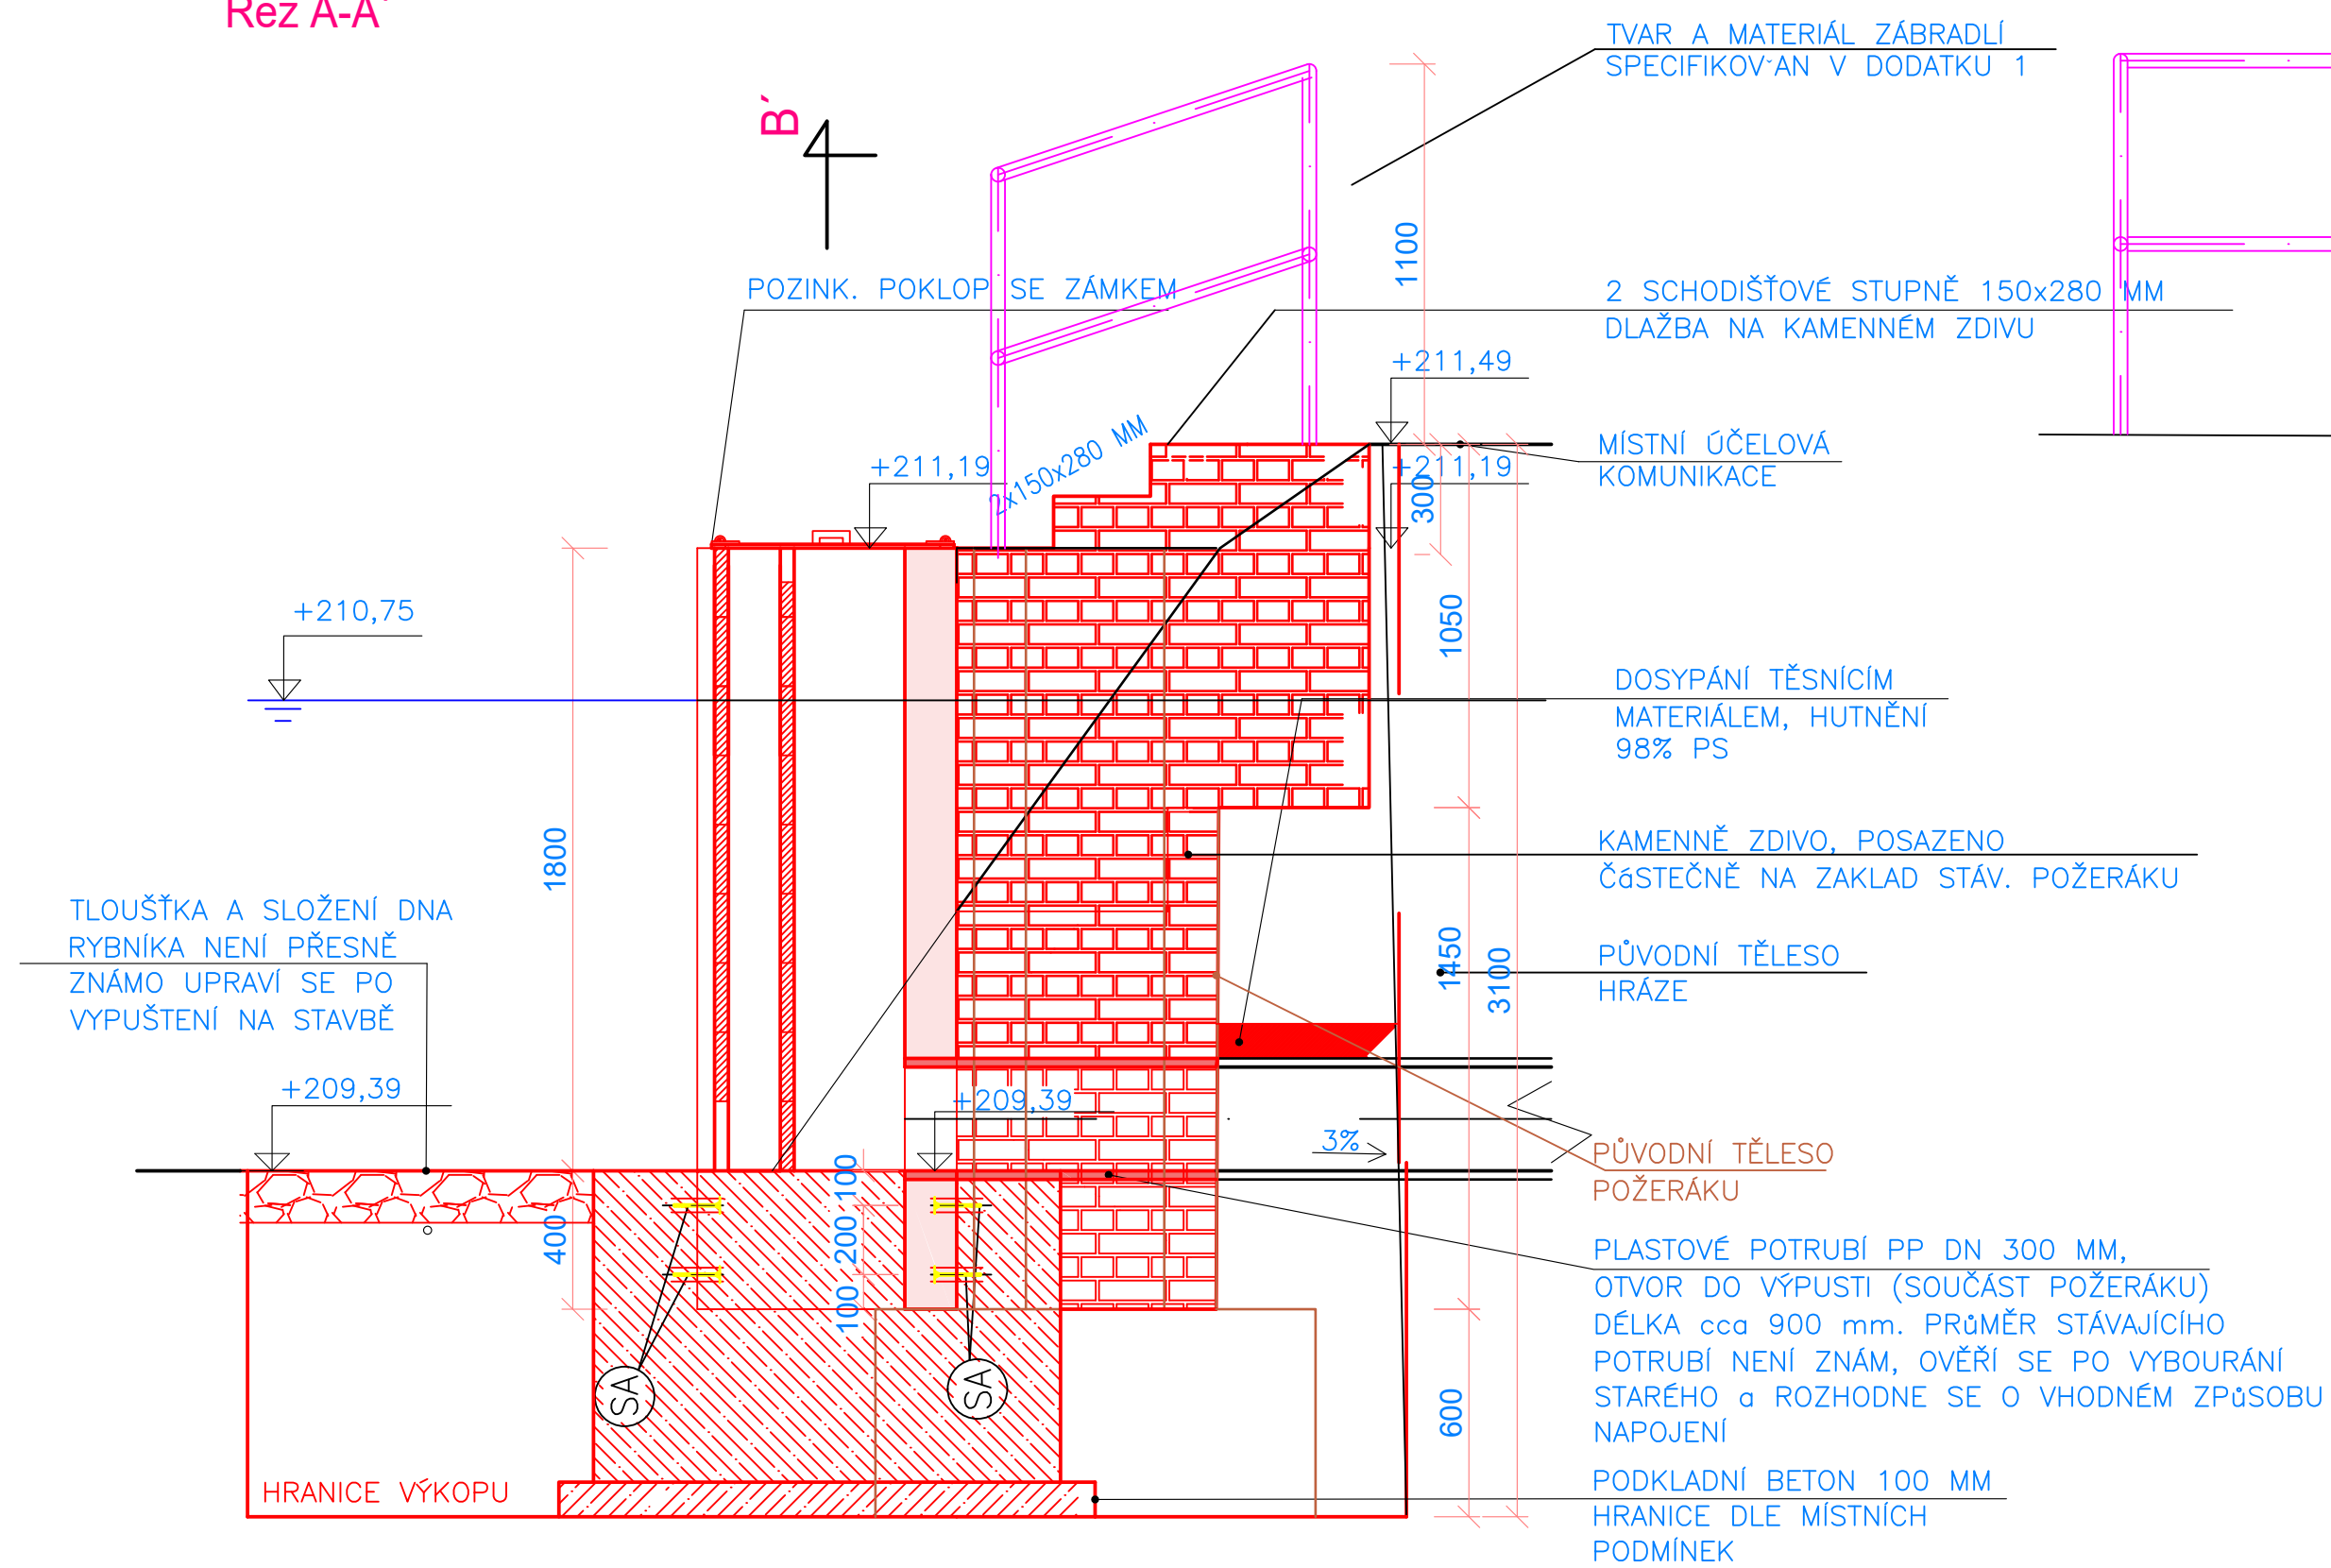 Řez A-A'
B'
TVAR A MATERIÁL ZÁBRADLÍ
SPECIFIKOVˇAN V DODATKU 1
1100
POZINK. POKLOP SE ZÁMKEM
2 SCHODIŠŤOVÉ STUPNĚ 150x280 MM
DLAŽBA NA KAMENNÉM ZDIVU
+211,49
2x150x280 MM
MÍSTNÍ ÚČELOVÁ
KOMUNIKACE
+211,19
+211,19
300
+210,75
1050
DOSYPÁNÍ TĚSNÍCÍM
MATERIÁLEM, HUTNĚNÍ
98% PS
1800
KAMENNĚ ZDIVO, POSAZENO
ČáSTEČNĚ NA ZAKLAD STÁV. POŽERÁKU
TLOUŠŤKA A SLOŽENÍ DNA
RYBNÍKA NENÍ PŘESNĚ
ZNÁMO UPRAVÍ SE PO
VYPUŠTENÍ NA STAVBĚ
1450
3100
PŮVODNÍ TĚLESO
HRÁZE
+209,39
+209,39
3%
PŮVODNÍ TĚLESO
POŽERÁKU
100
200
100
400
PLASTOVÉ POTRUBÍ PP DN 300 MM,
OTVOR DO VÝPUSTI (SOUČÁST POŽERÁKU)
DÉLKA cca 900 mm. PRůMĚR STÁVAJÍCÍHO
POTRUBÍ NENÍ ZNÁM, OVĚŘÍ SE PO VYBOURÁNÍ
STARÉHO a ROZHODNE SE O VHODNÉM ZPůSOBU
NAPOJENÍ
SA
SA
600
HRANICE VÝKOPU
PODKLADNÍ BETON 100 MM
HRANICE DLE MÍSTNÍCH
PODMÍNEK